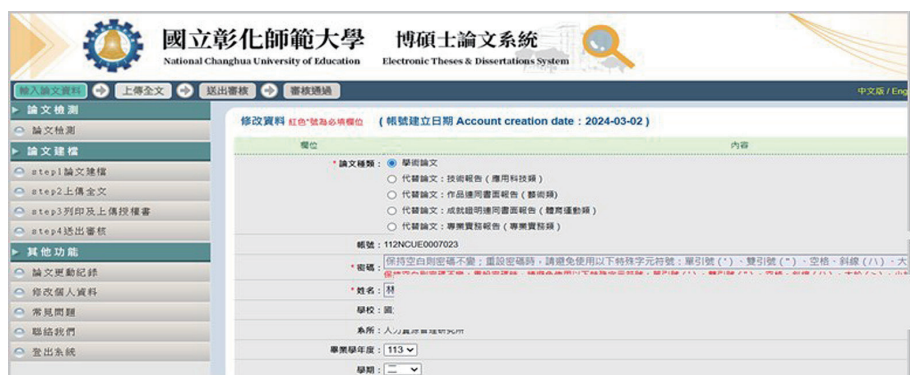 國立彰化師範大學 博碩士論文系統
National Changhua University of Education Electronic Theses & Dissertations System
輸入論文資料 上傳全文 送出審核 審核通過 中文版 / Eng
論文檢測
論文檢測
論文建檔
step1論文建檔
step2上傳全文
step3列印及上傳授權書
step4送出審核
其他功能
論文更動紀錄
修改個人資料
常見問題
聯絡我們
登出系統
修改資料 紅色*號為必填欄位 (帳號建立日期 Account creation date：2024-03-02)
欄位 內容
*論文種類： 學術論文
代替論文：技術報告（應用科技類）
代替論文：作品連同書面報告（藝術類)
代替論文：成就證明連同書面報告（體育運動類）
代替論文：專業實務報告（專業實務類）
帳號：112NCUE0007023
*密碼： 保持空白則密碼不變；重設密碼時，請避免使用以下特殊字元符號：單引號 (')、雙引號 (")、空格、斜線 (/\)、大
*姓名： 林
學校： 國
系所： 人力資源管理研究所
畢業學年度： 113
學期： 二